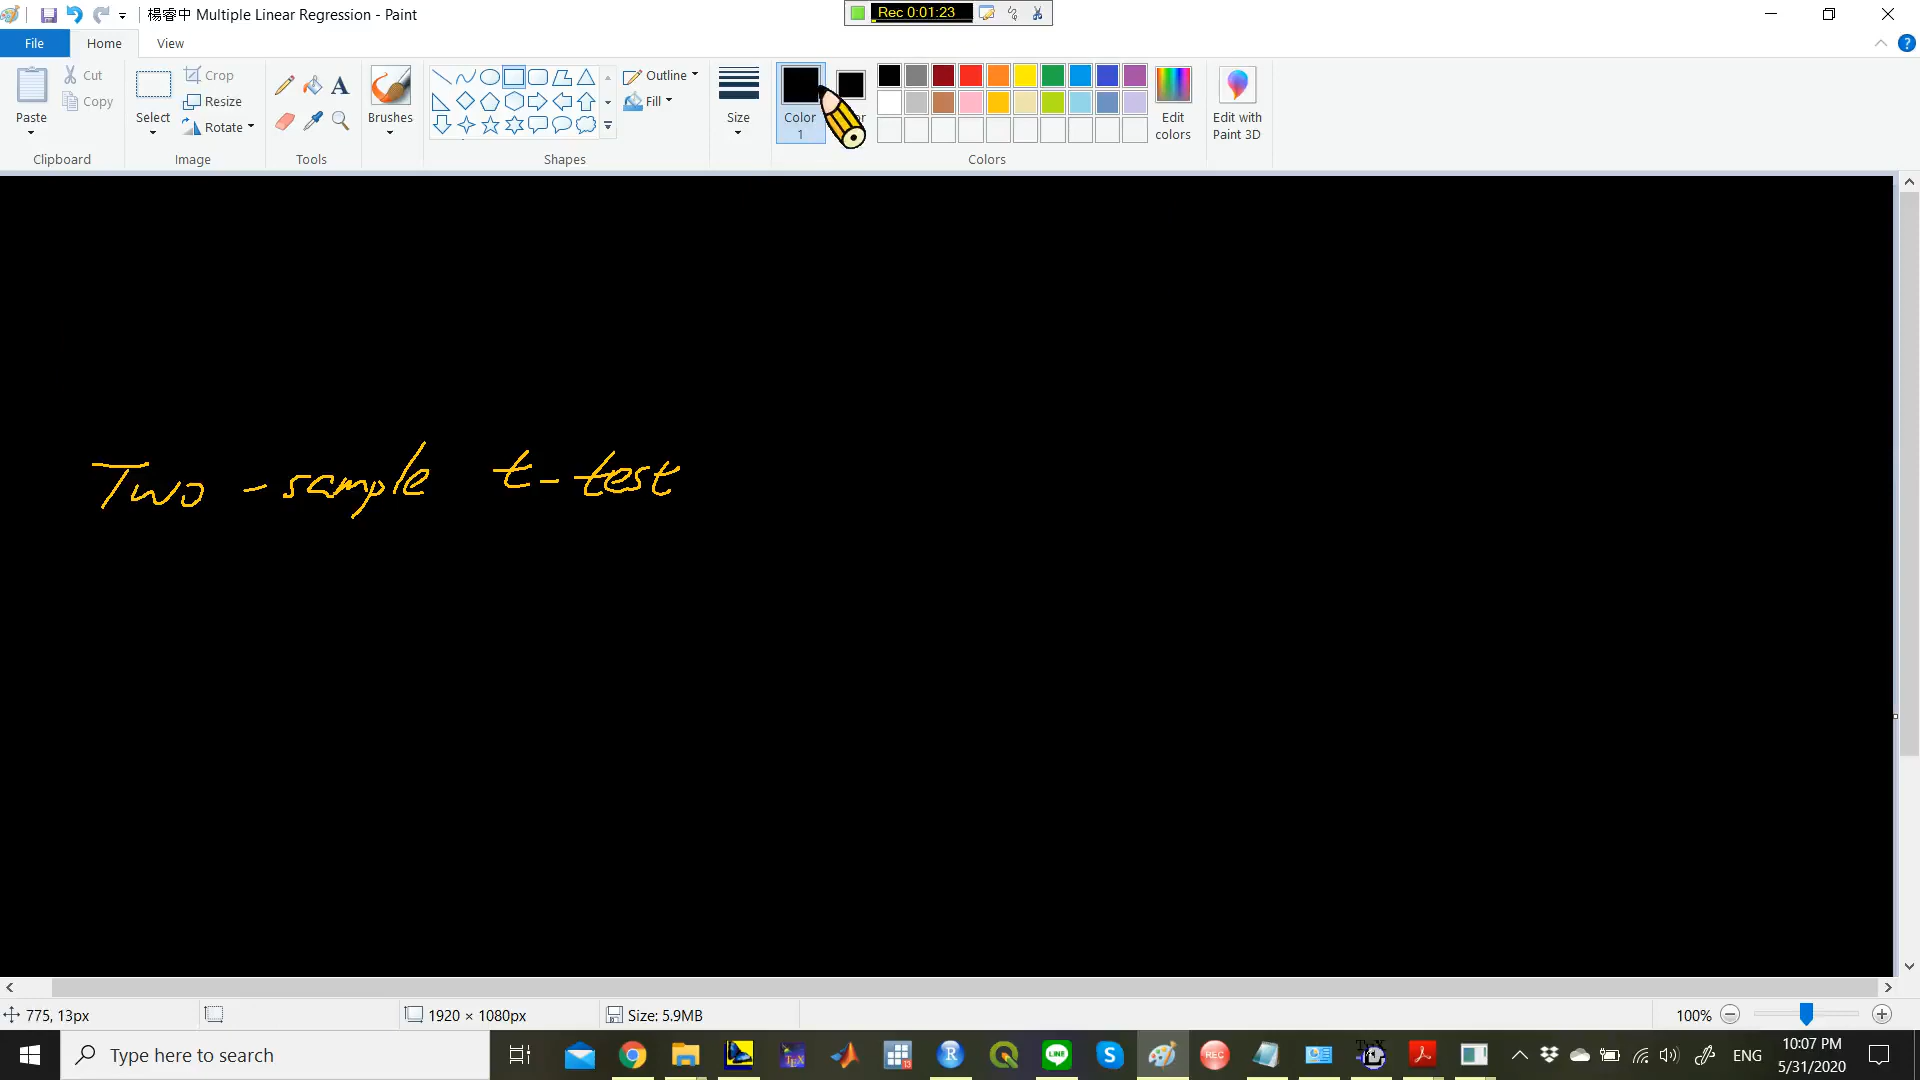 楊睿中 Multiple Linear Regression - Paint
Rec 0:01:23
File Home View
Paste
Cut
Copy
Clipboard
Select
Crop
Resize
Rotate
Image
Tools
Brushes
Shapes
Outline
Fill
Size
Color
1
Colors
Edit
colors
Edit with
Paint 3D
Two-sample t-test
775, 13px
1920 × 1080px
Size: 5.9MB
100%
Type here to search
ENG
10:07 PM
5/31/2020